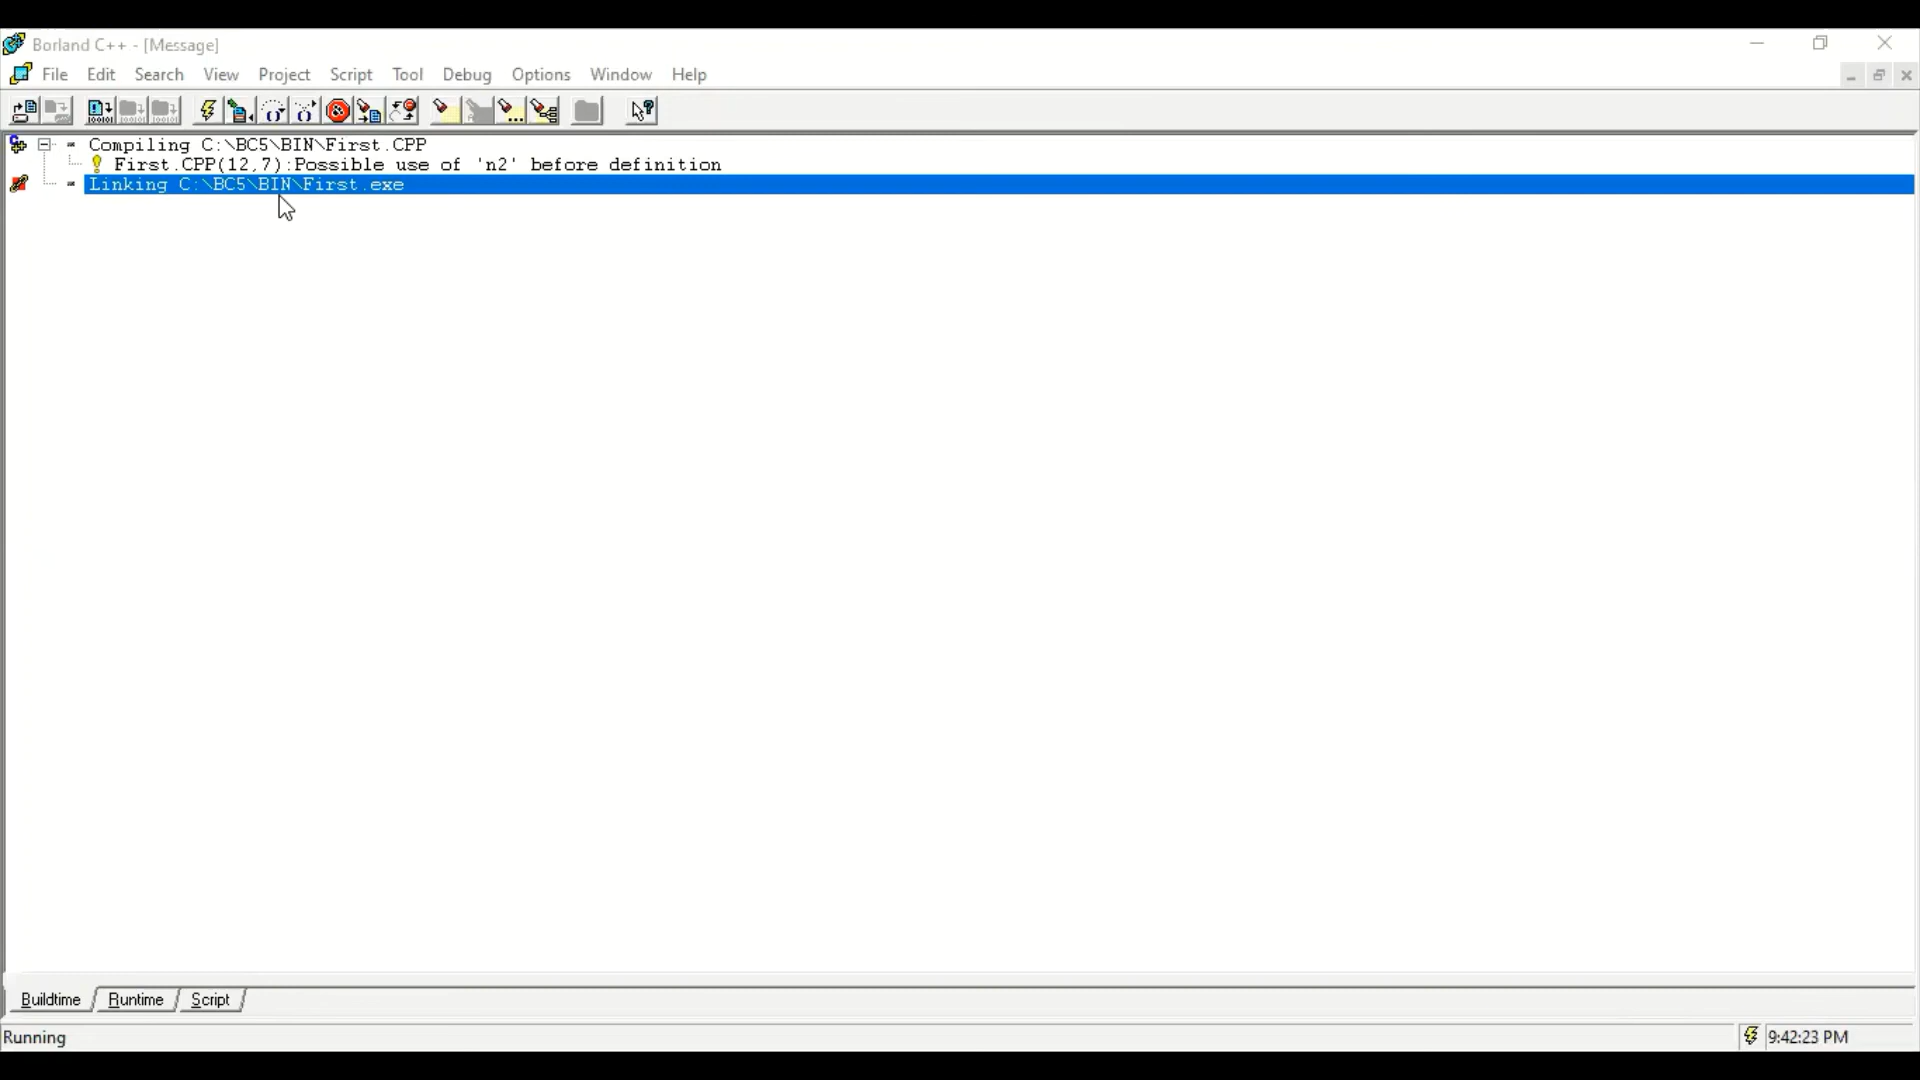 Borland C++ - [Message]
File Edit Search View Project Script Tool Debug Options Window Help
Compiling C:\BC5\BIN\First.CPP
First.CPP(12,7):Possible use of 'n2' before definition
Linking C:\BC5\BIN\First.exe
Buildtime Runtime Script
Running 9:42:23 PM